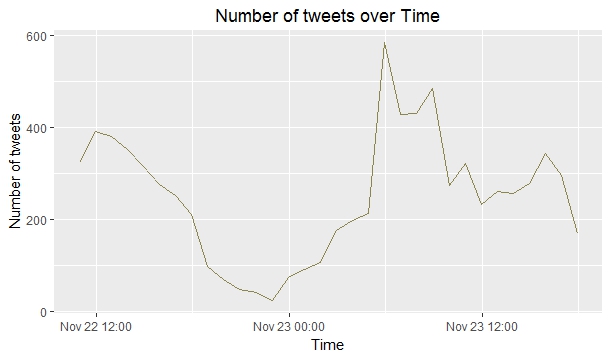 Number of tweets over Time
Number of tweets
600
400
200
0
Nov 22 12:00
Nov 23 00:00
Nov 23 12:00
Time